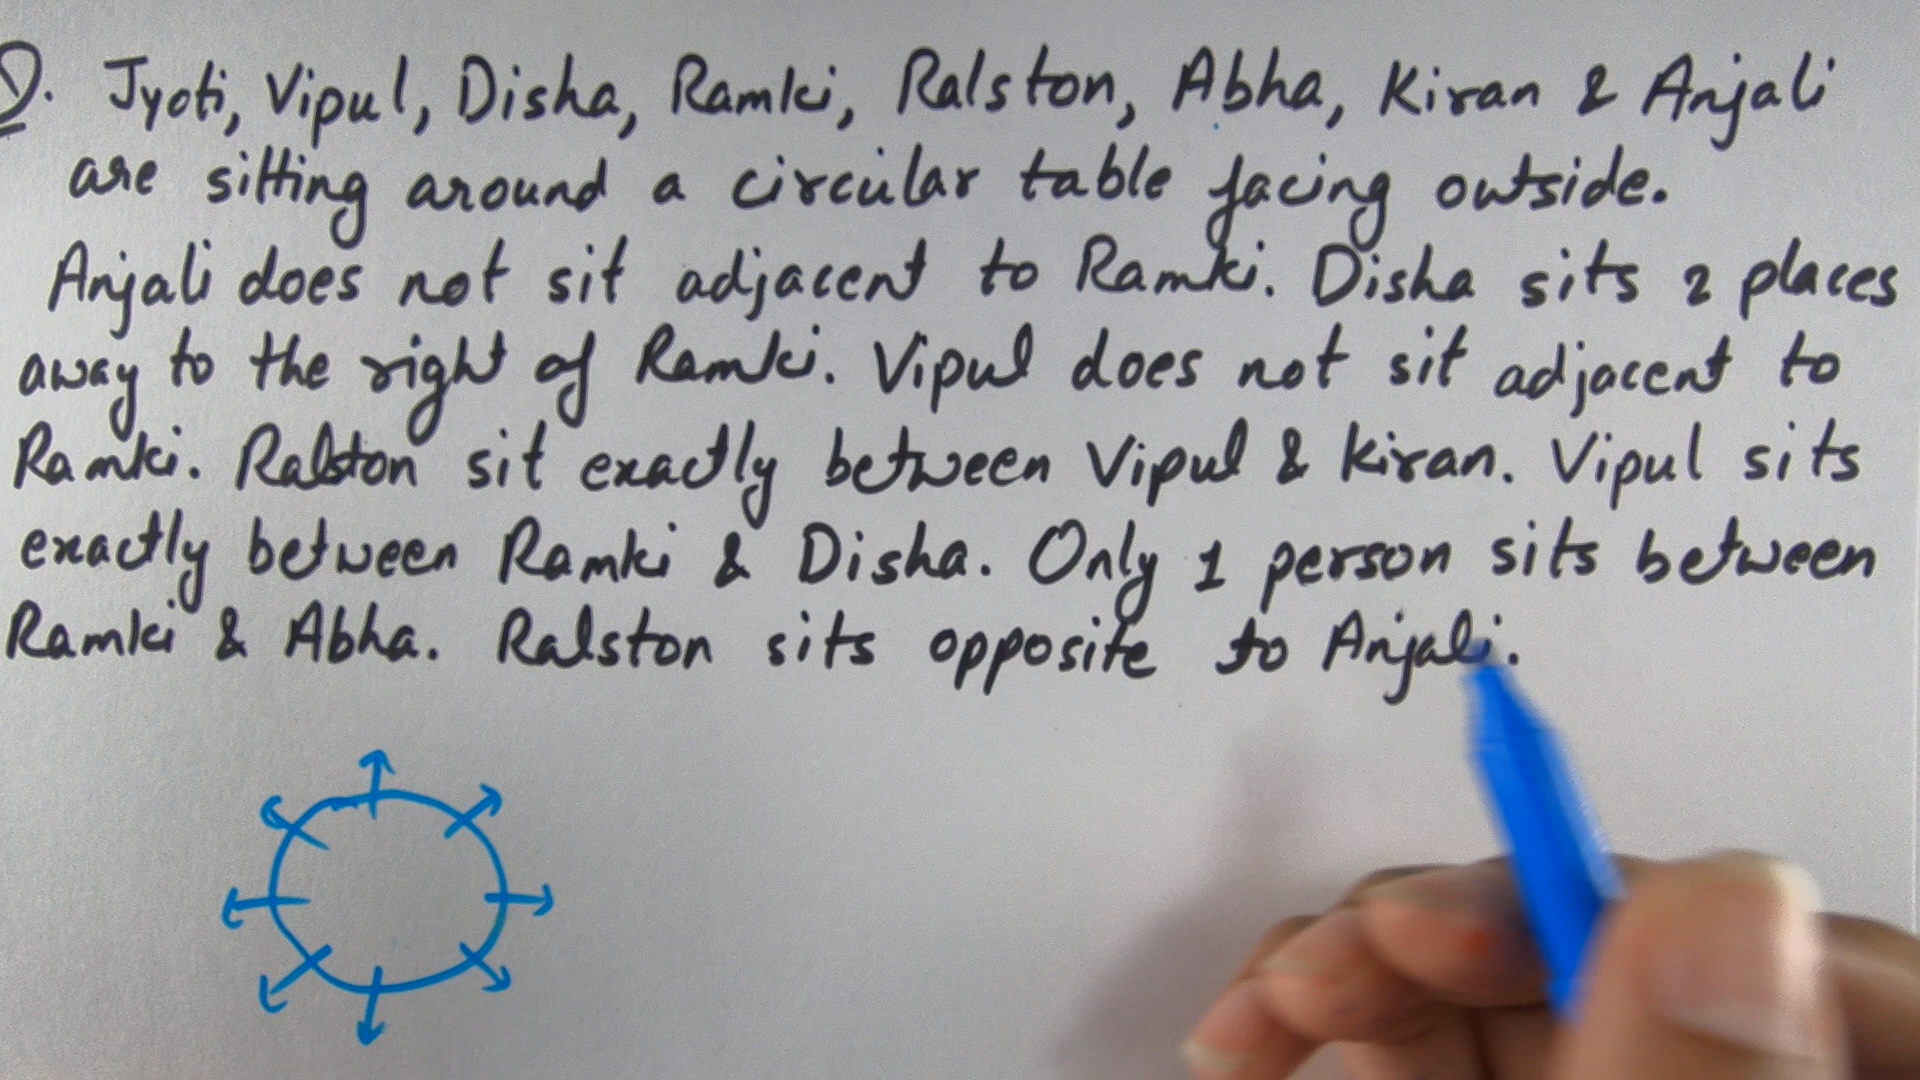 Q. Jyoti, Vipul, Disha, Ramki, Ralston, Abha, Kiran & Anjali
are sitting around a circular table facing outside.
Anjali does not sit adjacent to Ramki. Disha sits 2 places
away to the right of Ramki. Vipul does not sit adjacent to
Ramki. Ralston sit exactly between Vipul & Kiran. Vipul sits
exactly between Ramki & Disha. Only 1 person sits between
Ramki & Abha. Ralston sits opposite to Anjali.